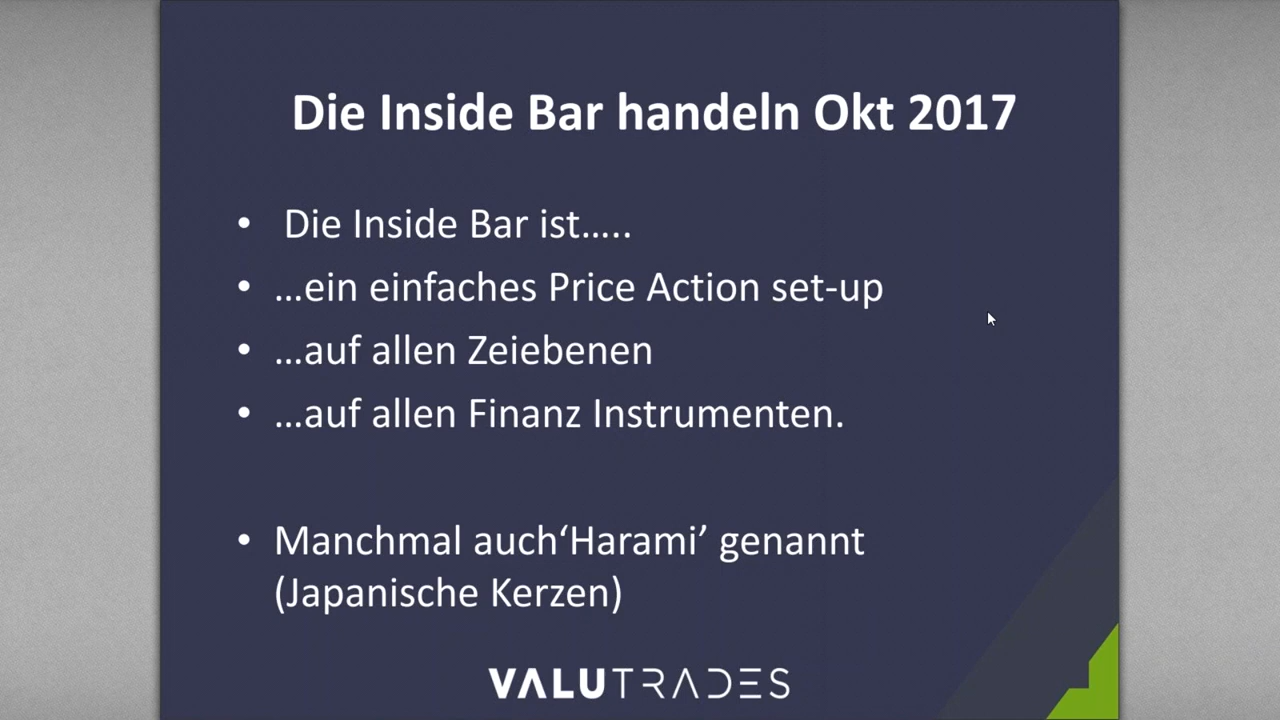 Die Inside Bar handeln Okt 2017
• Die Inside Bar ist.....
• ...ein einfaches Price Action set-up
• ...auf allen Zeiebenen
• ...auf allen Finanz Instrumenten.
• Manchmal auch‘Harami’ genannt
(Japanische Kerzen)
VALUTRADES